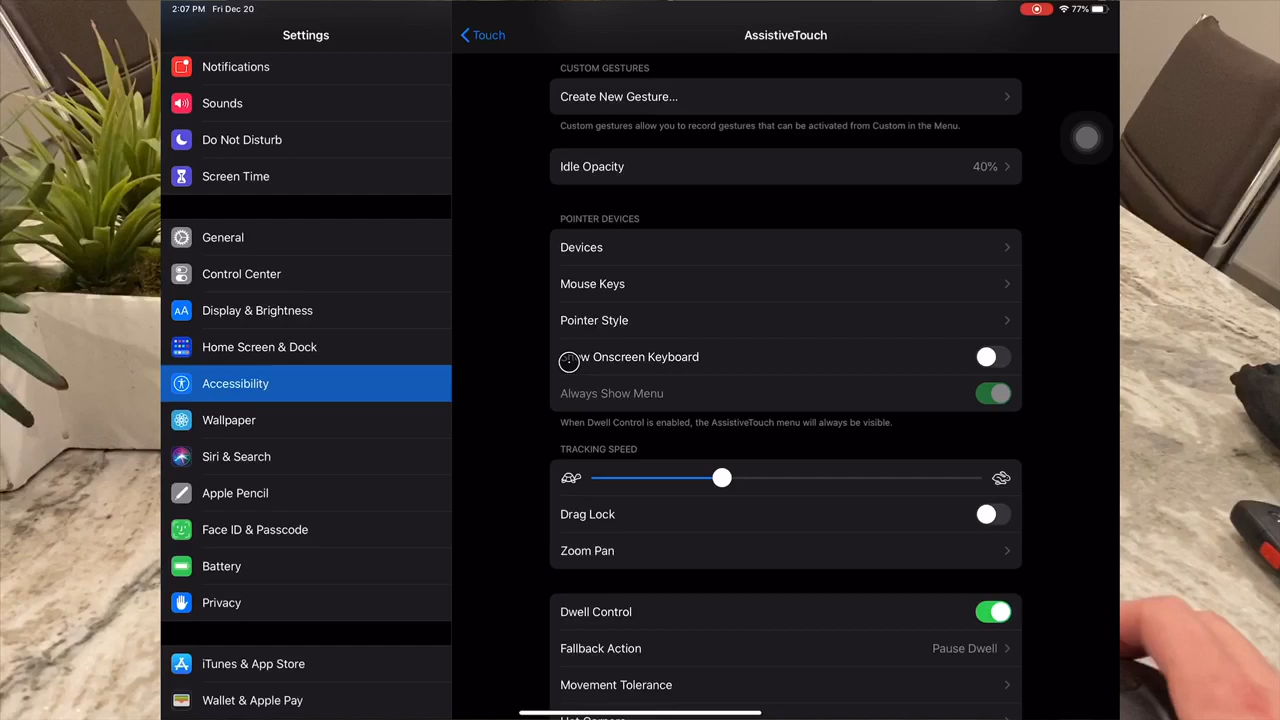 2:07 PM Fri Dec 20
77%
Settings
Notifications
Sounds
Do Not Disturb
Screen Time
General
Control Center
AA Display & Brightness
Home Screen & Dock
Accessibility
Wallpaper
Siri & Search
Apple Pencil
Face ID & Passcode
Battery
Privacy
iTunes & App Store
Wallet & Apple Pay
Touch
AssistiveTouch
CUSTOM GESTURES
Create New Gesture...
Custom gestures allow you to record gestures that can be activated from Custom in the Menu.
Idle Opacity 40%
POINTER DEVICES
Devices
Mouse Keys
Pointer Style
Onscreen Keyboard
Always Show Menu
When Dwell Control is enabled, the AssistiveTouch menu will always be visible.
TRACKING SPEED
Drag Lock
Zoom Pan
Dwell Control
Fallback Action Pause Dwell
Movement Tolerance